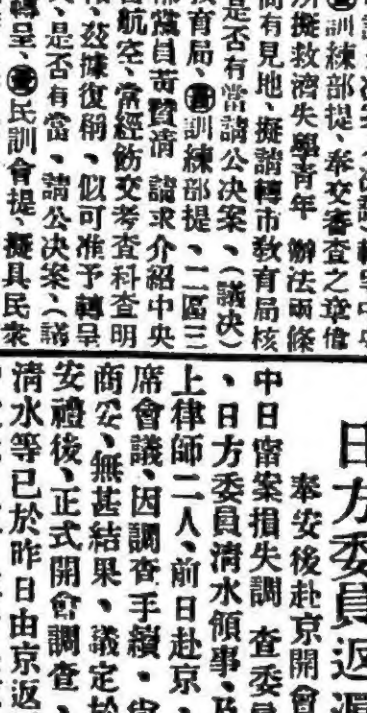 訓練部提、奉交審查之章偉
所擬救濟失學青年 辦法兩條
尚有見地、擬請轉市敎育局核
是否有當請公決案、(議決)
敎育局、訓練部提、二區三
黨員黃贊清 請求介紹中央
航空、常經飭交考查科查明
、茲據復稱、似可准予轉呈
、是否有當、請公決案、(議
轉呈、民訓會提、擬具民衆
日方委員返滬
奉安後赴京開會
中日甯案損失調 查委員
、日方委員清水領事、及
上律師二人、前日赴京、
席會議、因調查手續、
商妥、無甚結果、議定於
安禮後、正式開會調查、
清水等已於昨日由京返